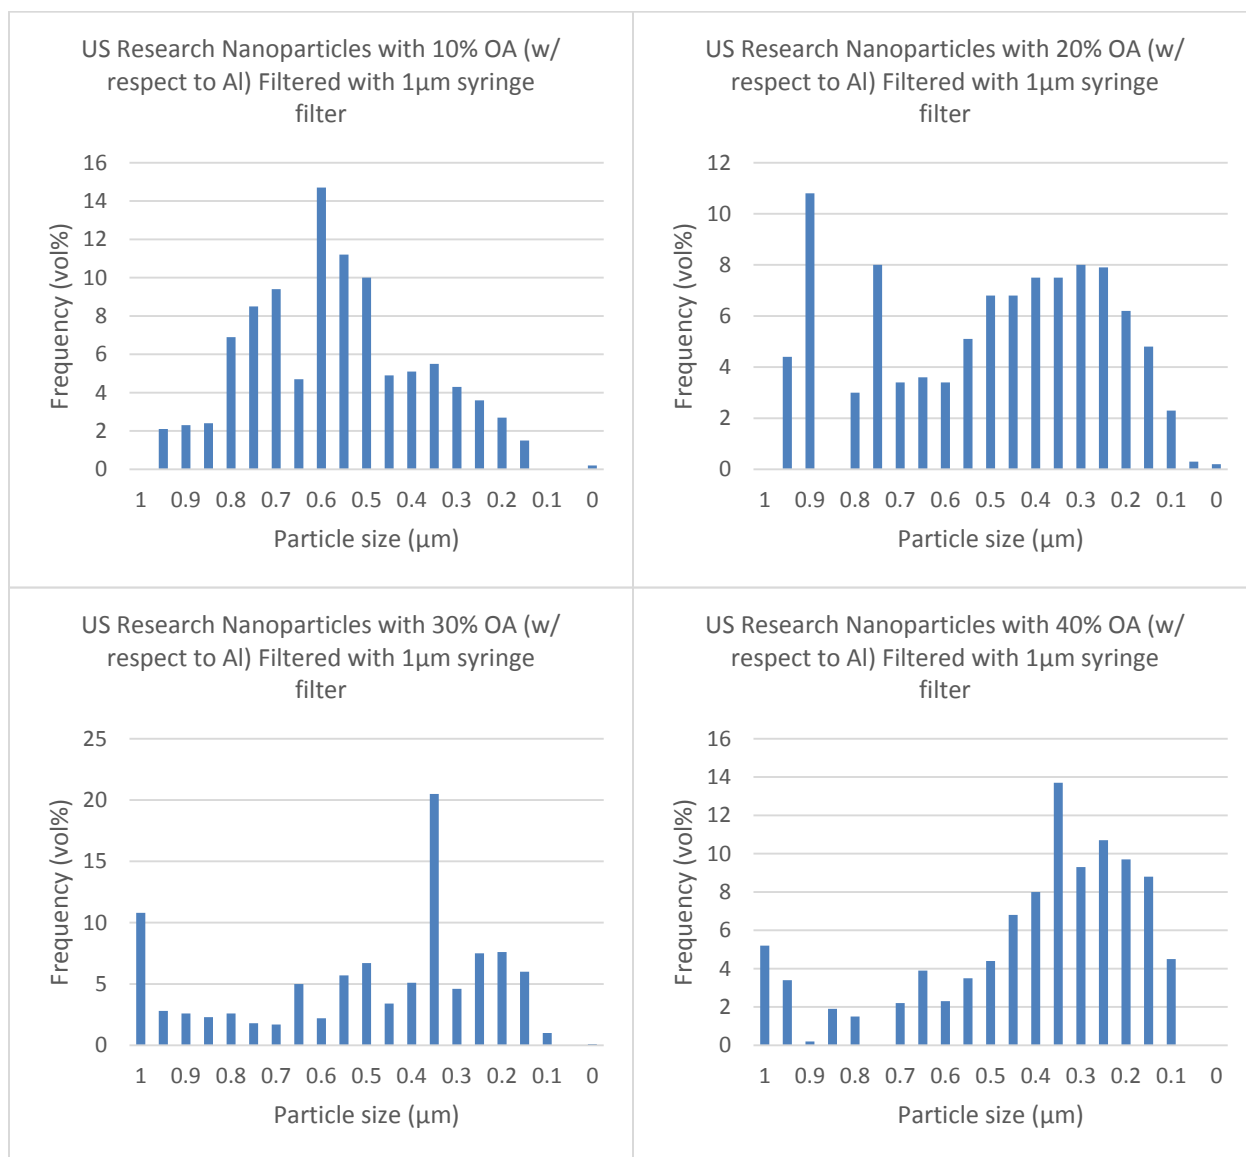 US Research Nanoparticles with 10% OA (w/
respect to Al) Filtered with 1µm syringe
filter
16
14
12
10
8
6
4
2
0
Frequency (vol%)
1 0.9 0.8 0.7 0.6 0.5 0.4 0.3 0.2 0.1 0
Particle size (µm)
US Research Nanoparticles with 20% OA (w/
respect to Al) Filtered with 1µm syringe
filter
12
10
8
6
4
2
0
Frequency (vol%)
1 0.9 0.8 0.7 0.6 0.5 0.4 0.3 0.2 0.1 0
Particle size (µm)
US Research Nanoparticles with 30% OA (w/
respect to Al) Filtered with 1µm syringe
filter
25
20
15
10
5
0
Frequency (vol%)
1 0.9 0.8 0.7 0.6 0.5 0.4 0.3 0.2 0.1 0
Particle size (µm)
US Research Nanoparticles with 40% OA (w/
respect to Al) Filtered with 1µm syringe
filter
16
14
12
10
8
6
4
2
0
Frequency (vol%)
1 0.9 0.8 0.7 0.6 0.5 0.4 0.3 0.2 0.1 0
Particle size (µm)